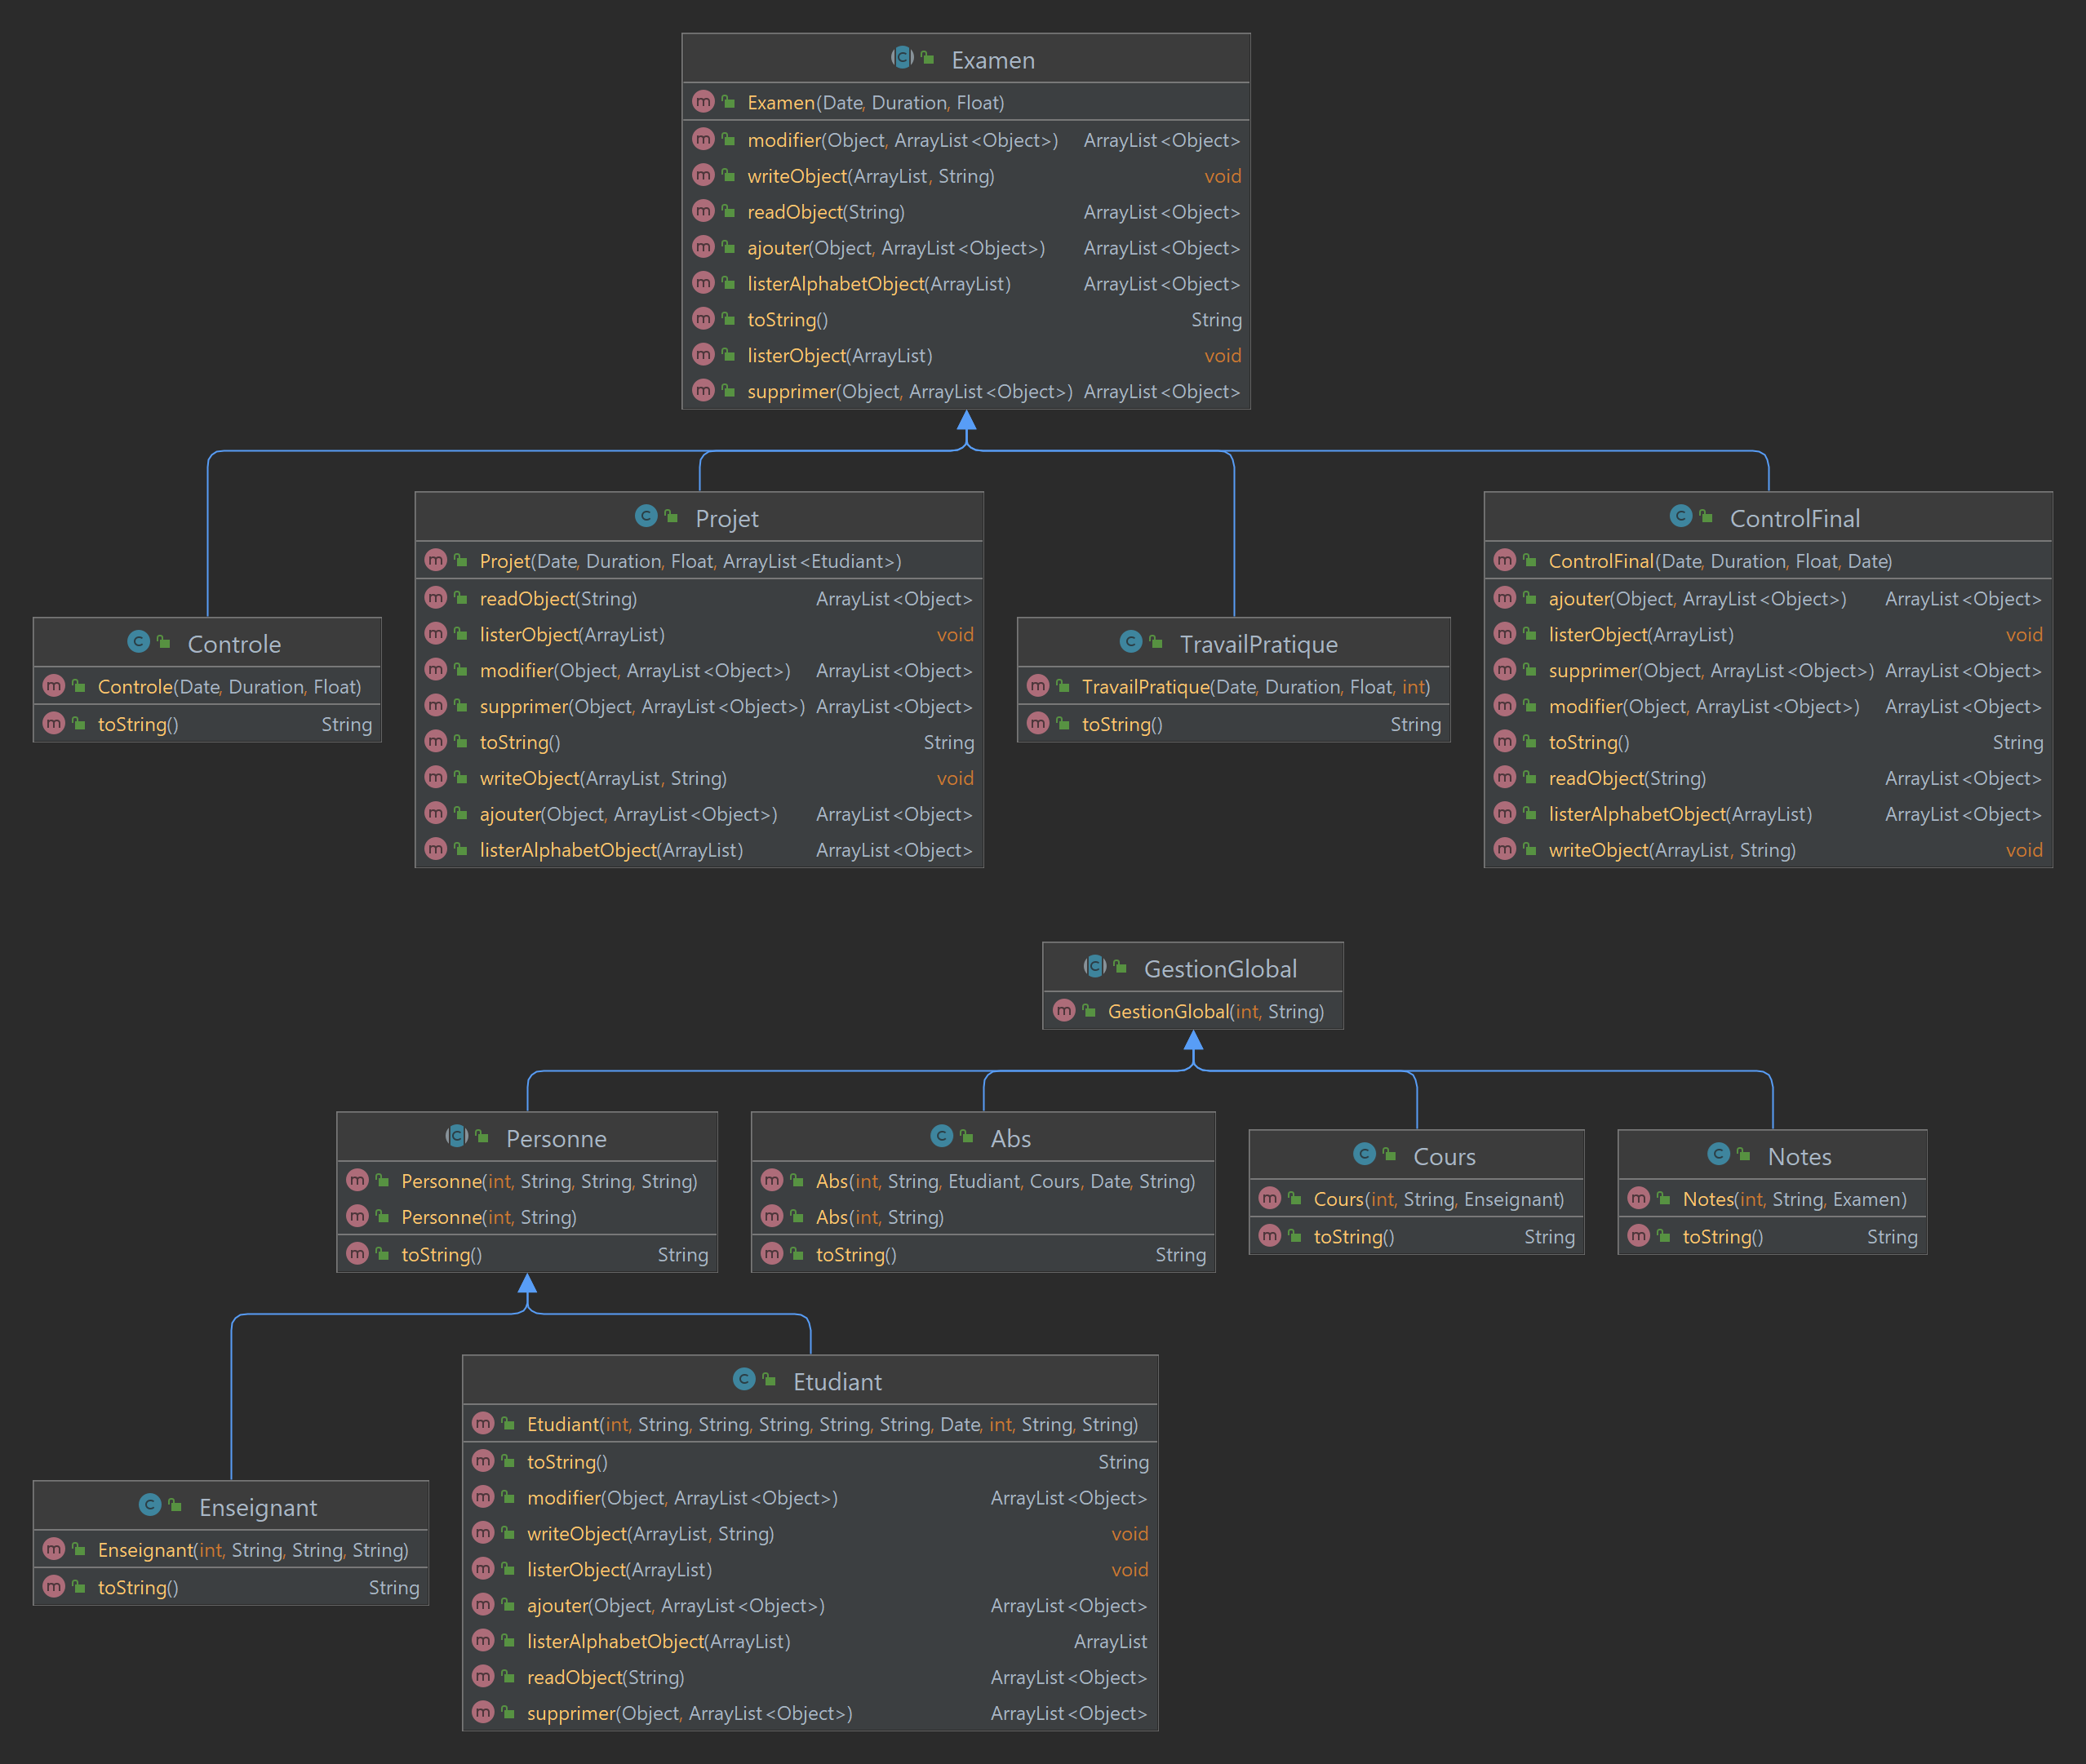 Examen
Examen(Date, Duration, Float)
modifier(Object, ArrayList<Object>) ArrayList<Object>
writeObject(ArrayList, String) void
readObject(String) ArrayList<Object>
ajouter(Object, ArrayList<Object>) ArrayList<Object>
listerAlphabetObject(ArrayList) ArrayList<Object>
toString() String
listerObject(ArrayList) void
supprimer(Object, ArrayList<Object>) ArrayList<Object>
Controle
Controle(Date, Duration, Float)
toString() String
Projet
Projet(Date, Duration, Float, ArrayList<Etudiant>)
readObject(String) ArrayList<Object>
listerObject(ArrayList) void
modifier(Object, ArrayList<Object>) ArrayList<Object>
supprimer(Object, ArrayList<Object>) ArrayList<Object>
toString() String
writeObject(ArrayList, String) void
ajouter(Object, ArrayList<Object>) ArrayList<Object>
listerAlphabetObject(ArrayList) ArrayList<Object>
TravailPratique
TravailPratique(Date, Duration, Float, int)
toString() String
ControlFinal
ControlFinal(Date, Duration, Float, Date)
ajouter(Object, ArrayList<Object>) ArrayList<Object>
listerObject(ArrayList) void
supprimer(Object, ArrayList<Object>) ArrayList<Object>
modifier(Object, ArrayList<Object>) ArrayList<Object>
toString() String
readObject(String) ArrayList<Object>
listerAlphabetObject(ArrayList) ArrayList<Object>
writeObject(ArrayList, String) void
GestionGlobal
GestionGlobal(int, String)
Personne
Personne(int, String, String, String)
Personne(int, String)
toString() String
Abs
Abs(int, String, Etudiant, Cours, Date, String)
Abs(int, String)
toString() String
Cours
Cours(int, String, Enseignant)
toString() String
Notes
Notes(int, String, Examen)
toString() String
Enseignant
Enseignant(int, String, String, String)
toString() String
Etudiant
Etudiant(int, String, String, String, String, String, Date, int, String, String)
toString() String
modifier(Object, ArrayList<Object>) ArrayList<Object>
writeObject(ArrayList, String) void
listerObject(ArrayList) void
ajouter(Object, ArrayList<Object>) ArrayList<Object>
listerAlphabetObject(ArrayList) ArrayList
readObject(String) ArrayList<Object>
supprimer(Object, ArrayList<Object>) ArrayList<Object>